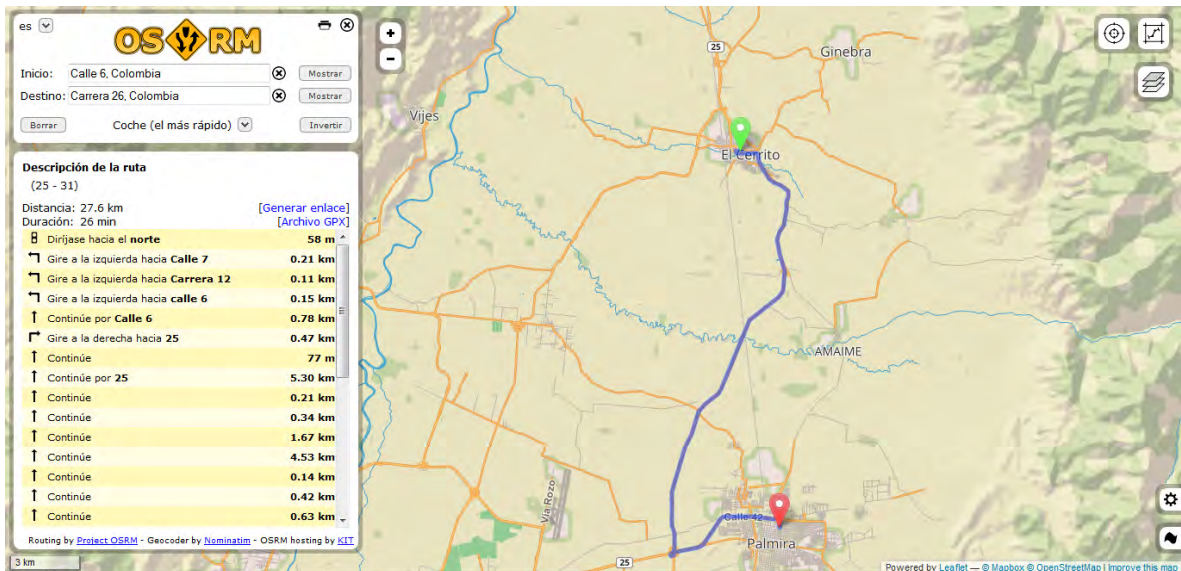 es
OSRM
Inicio: Calle 6, Colombia Mostrar
Destino: Carrera 26, Colombia Mostrar
Borrar Coche (el más rápido) Invertir
Descripción de la ruta
(25 - 31)
Distancia: 27.6 km [Generar enlace]
Duración: 26 min [Archivo GPX]
Diríjase hacia el norte 58 m
Gire a la izquierda hacia Calle 7 0.21 km
Gire a la izquierda hacia Carrera 12 0.11 km
Gire a la izquierda hacia calle 6 0.15 km
Continúe por Calle 6 0.78 km
Gire a la derecha hacia 25 0.47 km
Continúe 77 m
Continúe por 25 5.30 km
Continúe 0.21 km
Continúe 0.34 km
Continúe 1.67 km
Continúe 4.53 km
Continúe 0.14 km
Continúe 0.42 km
Continúe 0.63 km
Routing by Project OSRM - Geocoder by Nominatim - OSRM hosting by KIT
3 km
+
-
25
Ginebra
Vijes
El Cerrito
AMAIME
Vía Rozo
Calle 42
Palmira
25
Powered by Leaflet — © Mapbox © OpenStreetMap | Improve this map